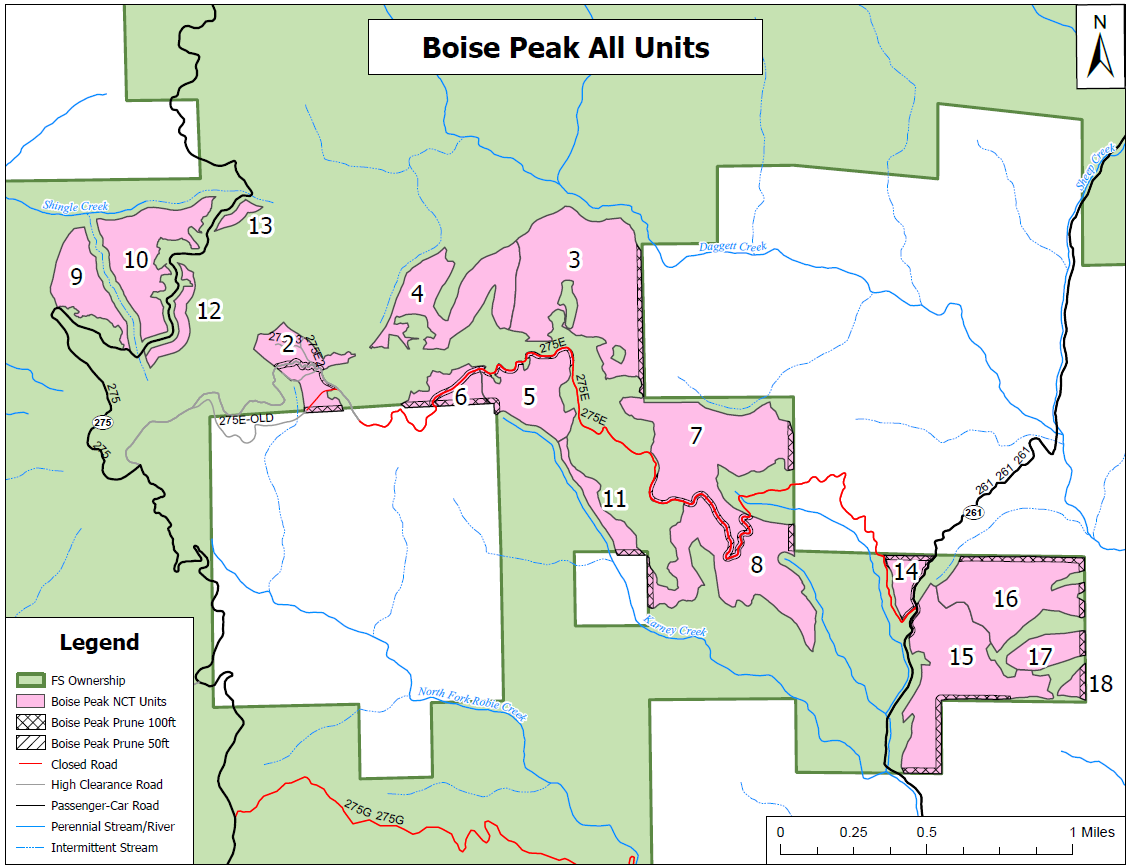 Boise Peak All Units
N
Sheep Creek
Shingle Creek
13
10
3
Daggett Creek
9
4
12
2
275E
275E
6
5
275E
275
275E
275E-OLD
275
7
275
261 261 261
11
261
8
14
16
Karney Creek
15
17
18
North Fork Robie Creek
275G 275G
Legend
FS Ownership
Boise Peak NCT Units
Boise Peak Prune 100ft
Boise Peak Prune 50ft
Closed Road
High Clearance Road
Passenger-Car Road
Perennial Stream/River
Intermittent Stream
0 0.25 0.5 1 Miles